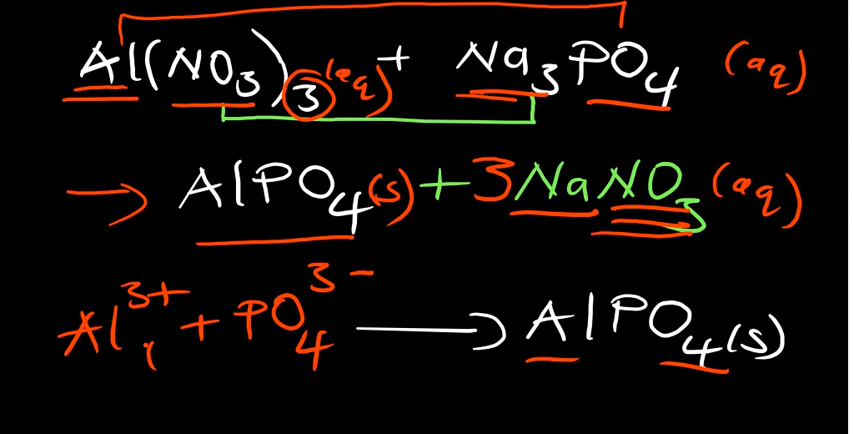 Al(NO₃)₃(aq) + Na₃PO₄ (aq)
→ AlPO₄(s) + 3NaNO₃(aq)
Al³⁺ + PO₄³⁻ → AlPO₄(s)